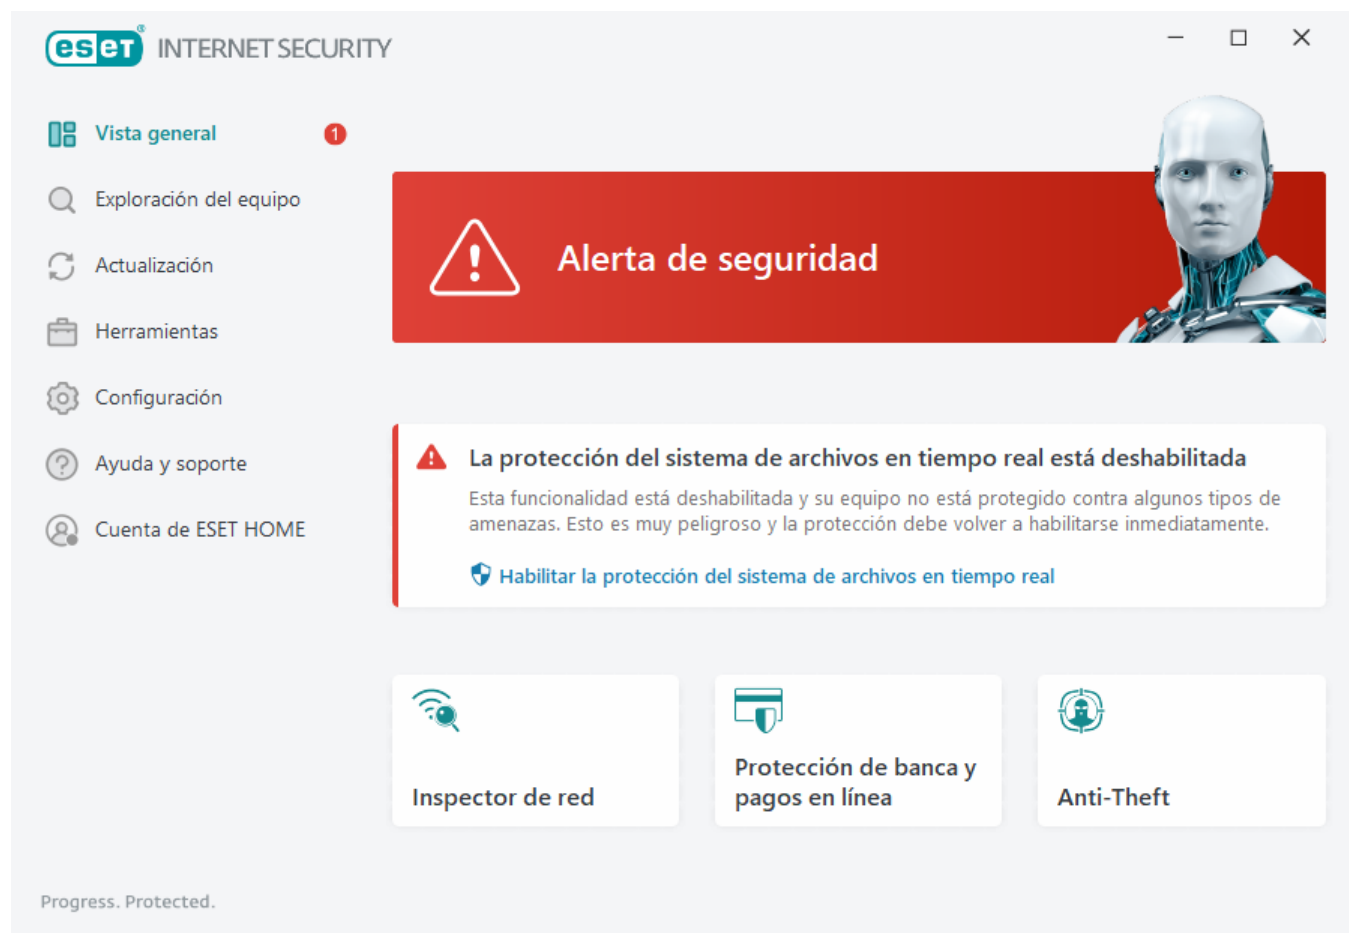 eset® INTERNET SECURITY
Vista general 1
Exploración del equipo
Actualización
Herramientas
Configuración
Ayuda y soporte
Cuenta de ESET HOME
Alerta de seguridad
La protección del sistema de archivos en tiempo real está deshabilitada
Esta funcionalidad está deshabilitada y su equipo no está protegido contra algunos tipos de
amenazas. Esto es muy peligroso y la protección debe volver a habilitarse inmediatamente.
Habilitar la protección del sistema de archivos en tiempo real
Inspector de red
Protección de banca y
pagos en línea
Anti-Theft
Progress. Protected.